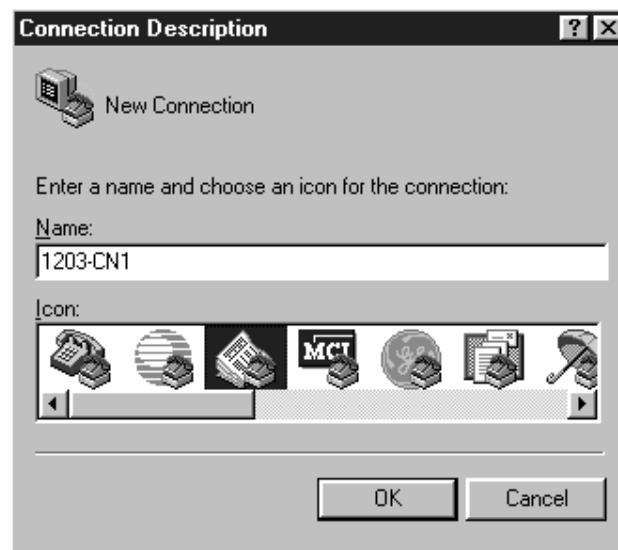 Connection Description
New Connection
Enter a name and choose an icon for the connection:
Name:
1203-CN1
Icon:
MCI
OK Cancel